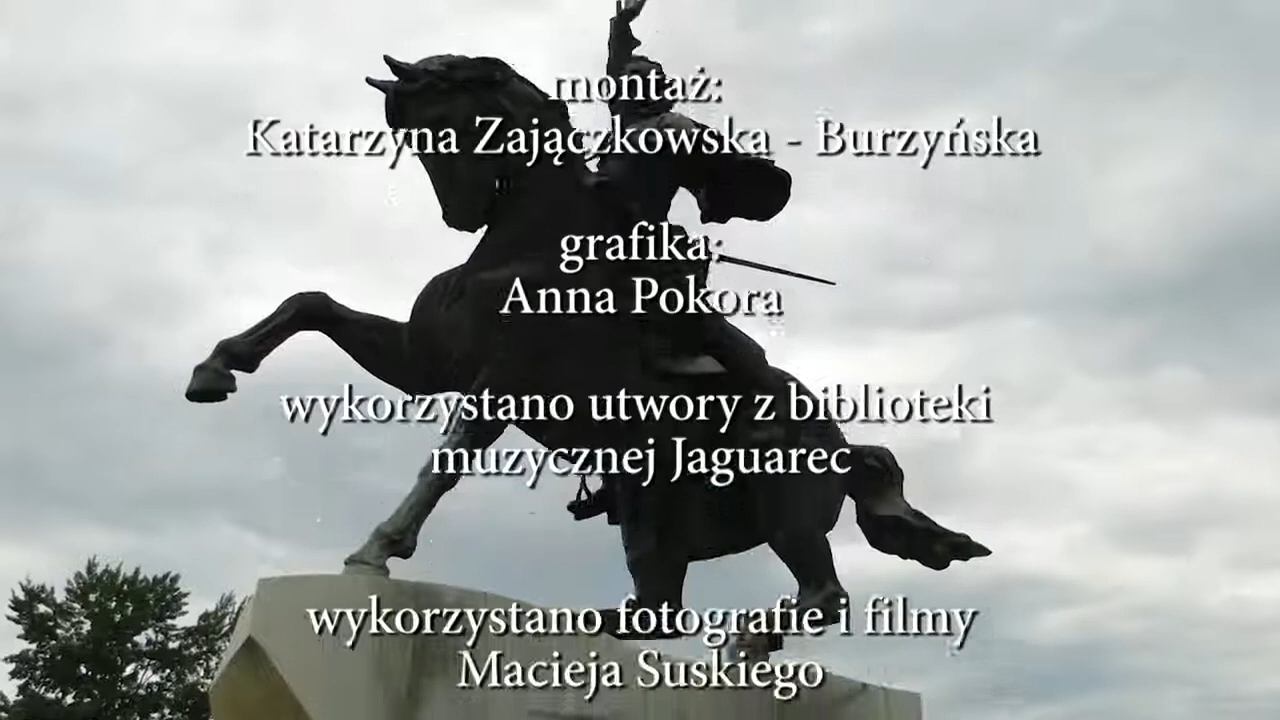 montaż:
Katarzyna Zajączkowska - Burzyńska
grafika:
Anna Pokora
wykorzystano utwory z biblioteki
muzycznej Jaguarec
wykorzystano fotografie i filmy
Macieja Suskiego